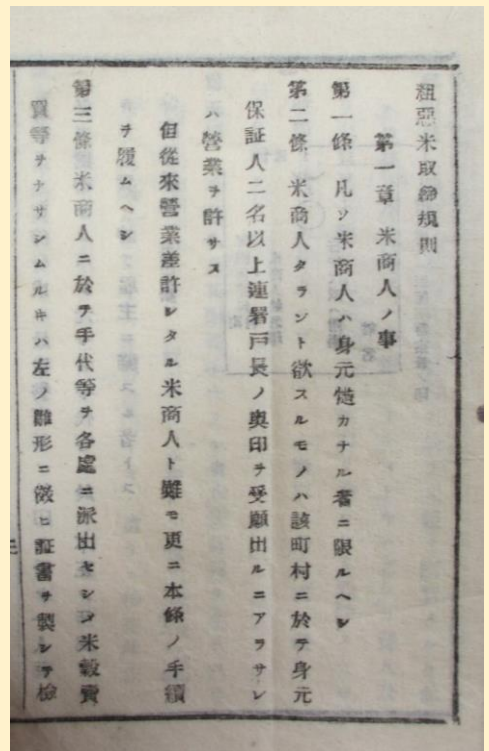 粗惡米取締規則
第一章 米商人ノ事
第一條 凡ソ米商人ハ身元慥カナル者ニ限ルヘシ
第二條 米商人タラント欲スルモノハ該町村ニ於テ身元
保証人二名以上連署戸長ノ奥印ヲ受願出ルニアラサレ
ハ營業ヲ許サス
但從來營業差許シタル米商人ト雖モ更ニ本條ノ手續
ヲ履ムヘシ
第三條 米商人ニ於テ手代等ヲ各處ニ派出セシメ米穀賣
買等ヲナサシムルキハ左ノ雛形ニ傚ヒ証書ヲ製シテ檢